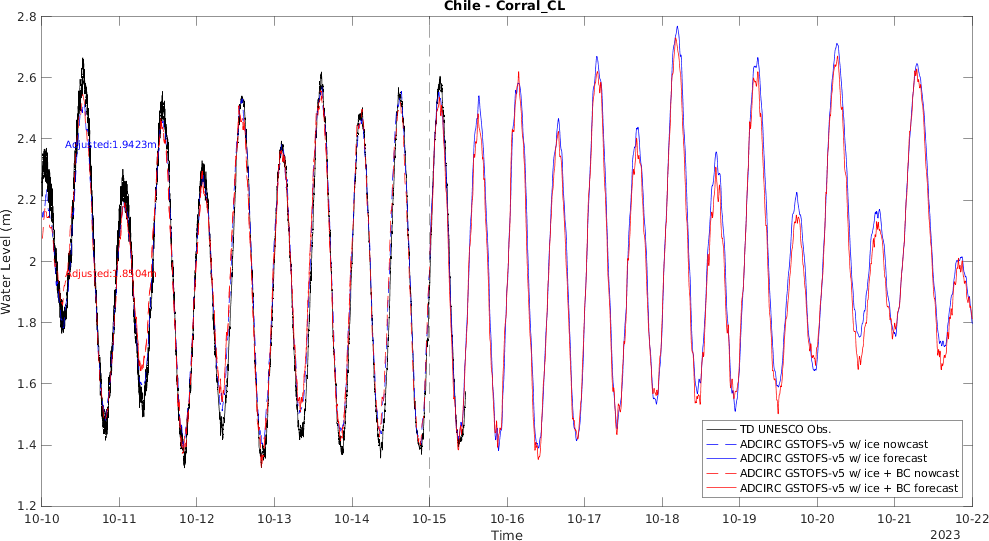 Chile - Corral_CL
2.8
2.6
2.4
2.2
2
1.8
1.6
1.4
1.2
Water Level (m)
Adjusted:1.9423m
Adjusted:1.8504m
TD UNESCO Obs.
ADCIRC GSTOFS-v5 w/ ice nowcast
ADCIRC GSTOFS-v5 w/ ice forecast
ADCIRC GSTOFS-v5 w/ ice + BC nowcast
ADCIRC GSTOFS-v5 w/ ice + BC forecast
10-10 10-11 10-12 10-13 10-14 10-15 10-16 10-17 10-18 10-19 10-20 10-21 10-22
Time
2023